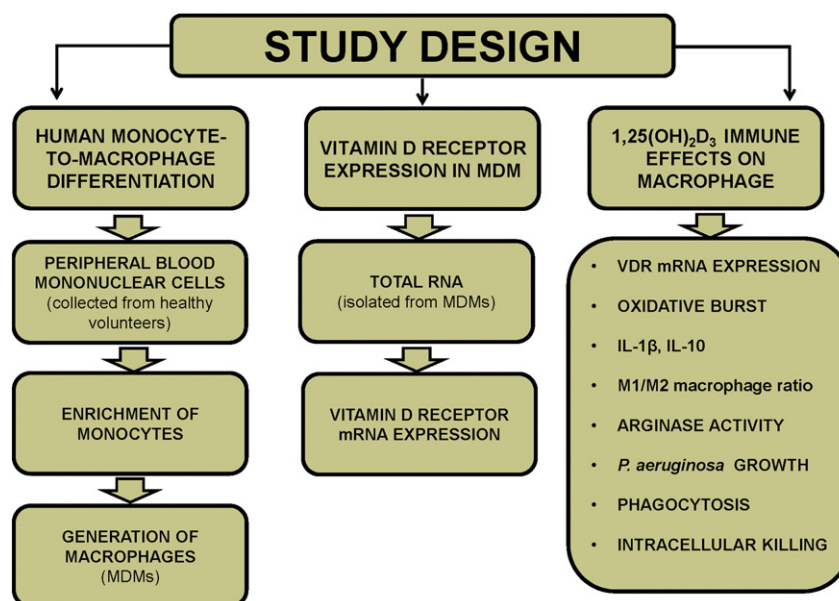 STUDY DESIGN
HUMAN MONOCYTE-
TO-MACROPHAGE
DIFFERENTIATION
PERIPHERAL BLOOD
MONONUCLEAR CELLS
(collected from healthy
volunteers)
ENRICHMENT OF
MONOCYTES
GENERATION OF
MACROPHAGES
(MDMs)
VITAMIN D RECEPTOR
EXPRESSION IN MDM
TOTAL RNA
(isolated from MDMs)
VITAMIN D RECEPTOR
mRNA EXPRESSION
1,25(OH)₂D₃ IMMUNE
EFFECTS ON
MACROPHAGE
• VDR mRNA EXPRESSION
• OXIDATIVE BURST
• IL-1β, IL-10
• M1/M2 macrophage ratio
• ARGINASE ACTIVITY
• P. aeruginosa GROWTH
• PHAGOCYTOSIS
• INTRACELLULAR KILLING